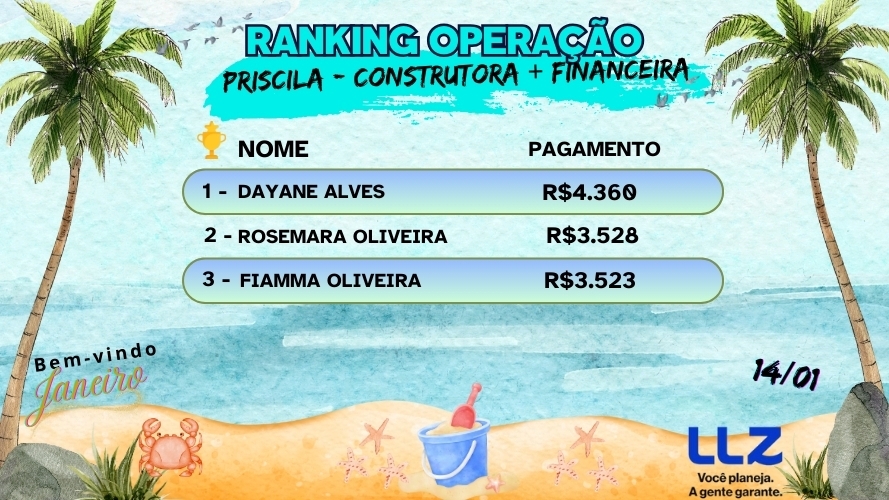 RANKING OPERAÇÃO
PRISCILA - CONSTRUTORA + FINANCEIRA
NOME PAGAMENTO
1 - DAYANE ALVES R$4.360
2 - ROSEMARA OLIVEIRA R$3.528
3 - FIAMMA OLIVEIRA R$3.523
Bem-vindo
Janeiro
14/01
LLZ
Você planeja.
A gente garante.